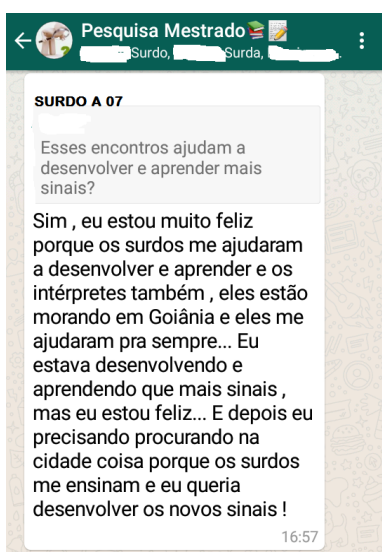 Pesquisa Mestrado📚📝
Surdo, Surda,
SURDO A 07
Esses encontros ajudam a
desenvolver e aprender mais
sinais?
Sim , eu estou muito feliz
porque os surdos me ajudaram
a desenvolver e aprender e os
intérpretes também , eles estão
morando em Goiânia e eles me
ajudaram pra sempre... Eu
estava desenvolvendo e
aprendendo que mais sinais ,
mas eu estou feliz... E depois eu
precisando procurando na
cidade coisa porque os surdos
me ensinam e eu queria
desenvolver os novos sinais !
16:57